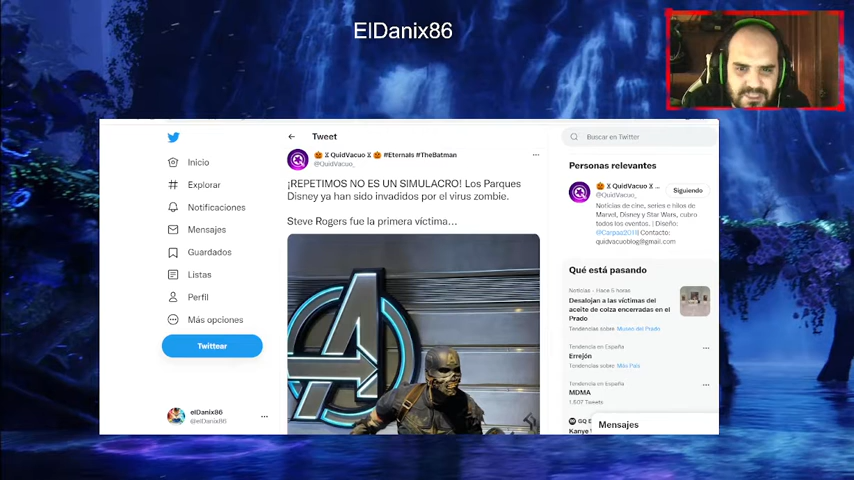 ElDanix86
Inicio
Explorar
Notificaciones
Mensajes
Guardados
Listas
Perfil
Más opciones
Twittear
elDanix86
@elDanix86
Tweet
QuidVacuo #Eternals #TheBatman
@QuidVacuo_
¡REPETIMOS NO ES UN SIMULACRO! Los Parques
Disney ya han sido invadidos por el virus zombie.
Steve Rogers fue la primera víctima...
Buscar en Twitter
Personas relevantes
QuidVacuo
@QuidVacuo_
Siguiendo
Noticias de cine, series e hilos de
Marvel, Disney y Star Wars, cubro
todos los eventos. | Diseño:
Contacto:
quidvacuoblog@gmail.com
Qué está pasando
Noticias · Hace 5 horas
Desalojan a las víctimas del
aceite de colza encerradas en el
Prado
Tendencias sobre: Museo del Prado
Tendencia en España
Errejón
Tendencias sobre: Más País
Tendencia en España
MDMA
1.507 Tweets
Mensajes